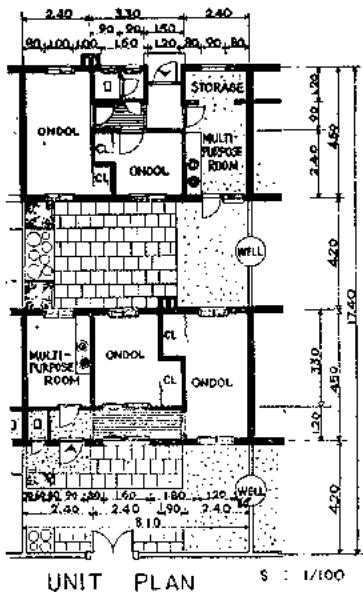 2.40 3.30 2.40
90 90 1.50
80 1.00 1.00 1.60 1.20 80 90 80
STORAGE
ONDOL
MULTI-
PURPOSE
ROOM
CL
ONDOL
CL
1.20
90
2.40
4.50
WELL
4.20
17.40
CL
MULTI-
PURPOSE
ROOM
ONDOL
CL
ONDOL
3.30
4.50
1.20
WELL
4.20
90 1.60 1.80 1.20
2.40 2.40 90 2.40
8.10
UNIT PLAN S : 1/100